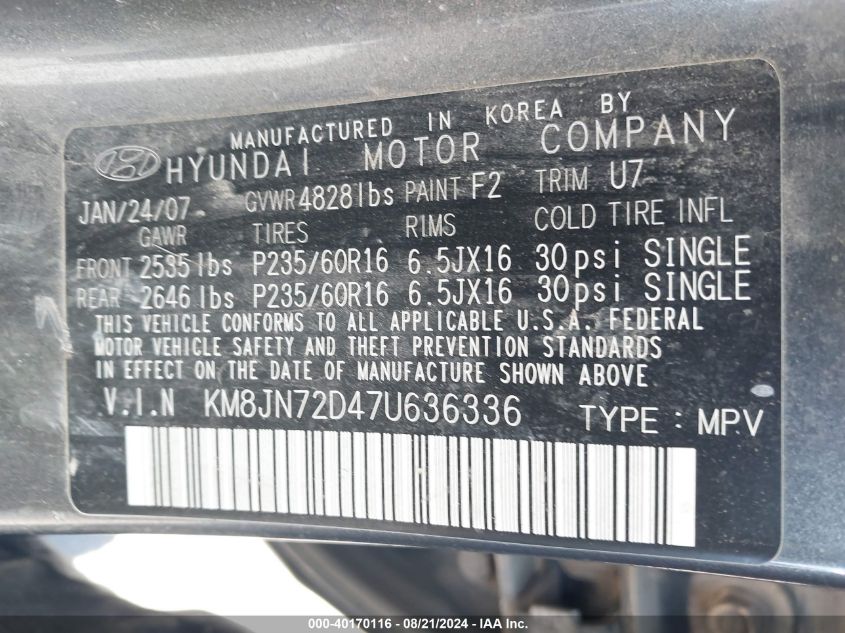 MANUFACTURED IN KOREA BY
HYUNDAI MOTOR COMPANY
JAN/24/07 GVWR 4828 lbs PAINT F2 TRIM U7
GAWR TIRES RIMS COLD TIRE INFL
FRONT 2535 lbs P235/60R16 6.5JX16 30psi SINGLE
REAR 2646 lbs P235/60R16 6.5JX16 30psi SINGLE
THIS VEHICLE CONFORMS TO ALL APPLICABLE U.S.A. FEDERAL
MOTOR VEHICLE SAFETY AND THEFT PREVENTION STANDARDS
IN EFFECT ON THE DATE OF MANUFACTURE SHOWN ABOVE
V.I.N KM8JN72D47U636336 TYPE : MPV
000-40170116 - 08/21/2024 - IAA Inc.